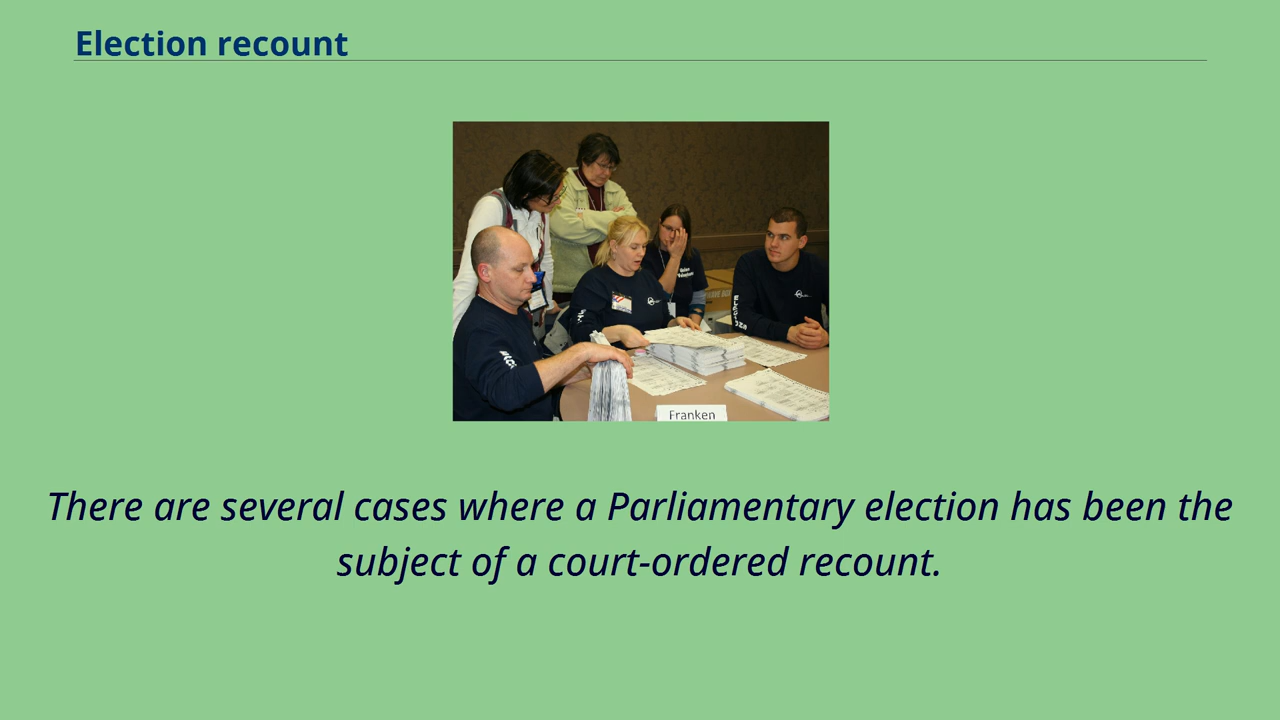 Election recount
Franken
There are several cases where a Parliamentary election has been the
subject of a court-ordered recount.